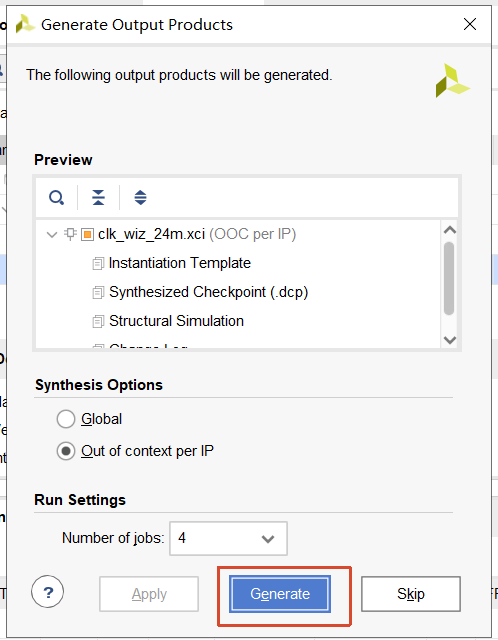 Generate Output Products
The following output products will be generated.
Preview
clk_wiz_24m.xci (OOC per IP)
Instantiation Template
Synthesized Checkpoint (.dcp)
Structural Simulation
Change Log
Synthesis Options
Global
Out of context per IP
Run Settings
Number of jobs: 4
? Apply Generate Skip